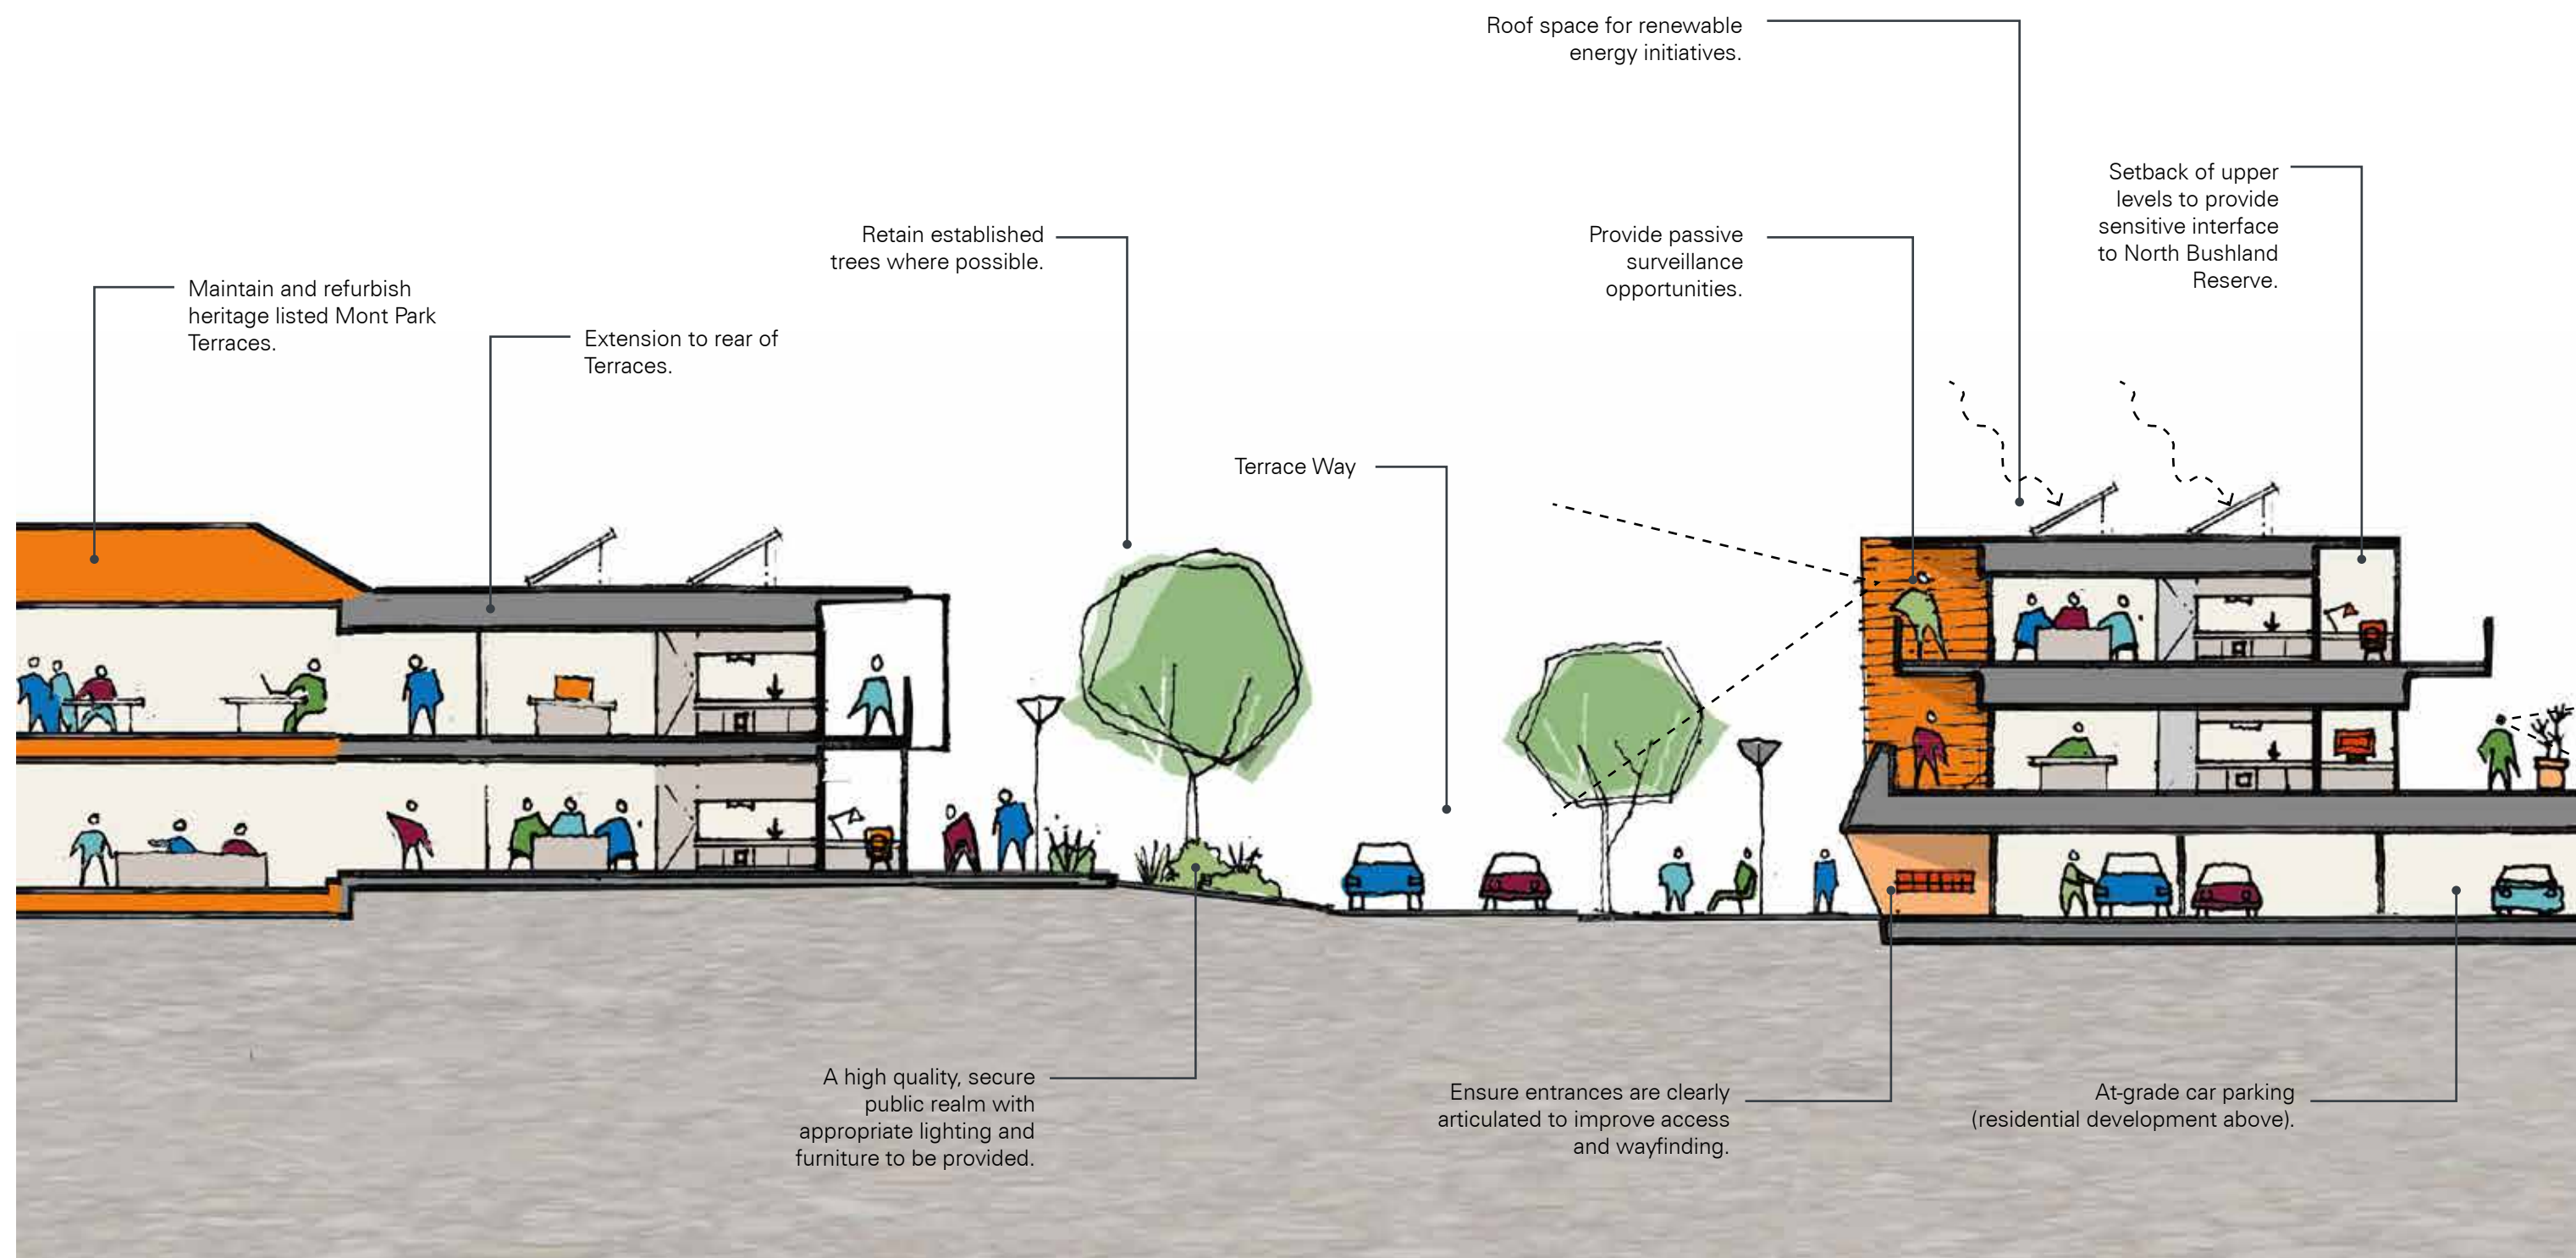 Roof space for renewable
energy initiatives.
Setback of upper
levels to provide
sensitive interface
to North Bushland
Reserve.
Retain established
trees where possible.
Provide passive
surveillance
opportunities.
Maintain and refurbish
heritage listed Mont Park
Terraces.
Extension to rear of
Terraces.
Terrace Way
A high quality, secure
public realm with
appropriate lighting and
furniture to be provided.
Ensure entrances are clearly
articulated to improve access
and wayfinding.
At-grade car parking
(residential development above).